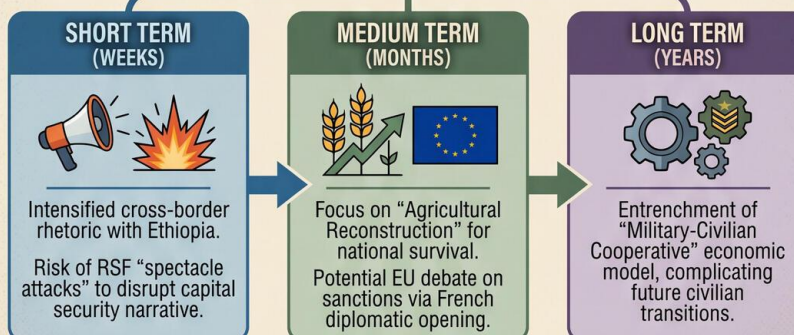 SHORT TERM
(WEEKS)
Intensified cross-border
rhetoric with Ethiopia.
Risk of RSF “spectacle
attacks” to disrupt capital
security narrative.
MEDIUM TERM
(MONTHS)
Focus on “Agricultural
Reconstruction” for
national survival.
Potential EU debate on
sanctions via French
diplomatic opening.
LONG TERM
(YEARS)
Entrenchment of
“Military-Civilian
Cooperative” economic
model, complicating
future civilian
transitions.